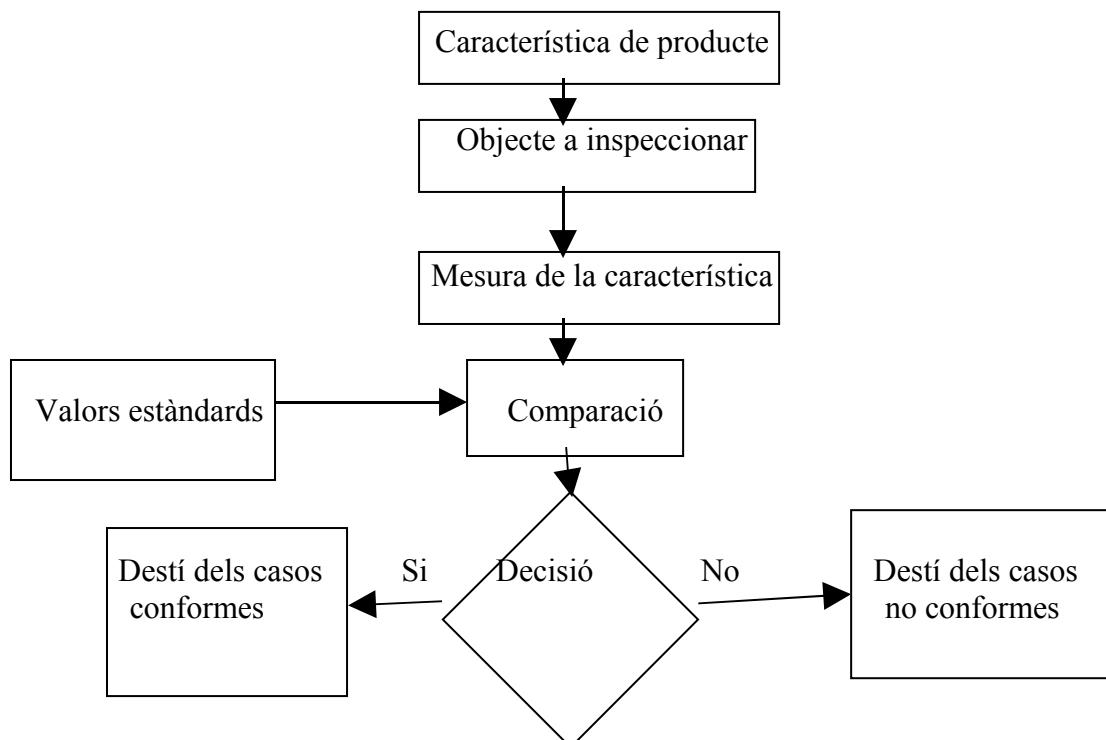 Característica de producte
Objecte a inspeccionar
Mesura de la característica
Valors estàndards
Comparació
Destí dels casos
conformes
Si
Decisió
No
Destí dels casos
no conformes